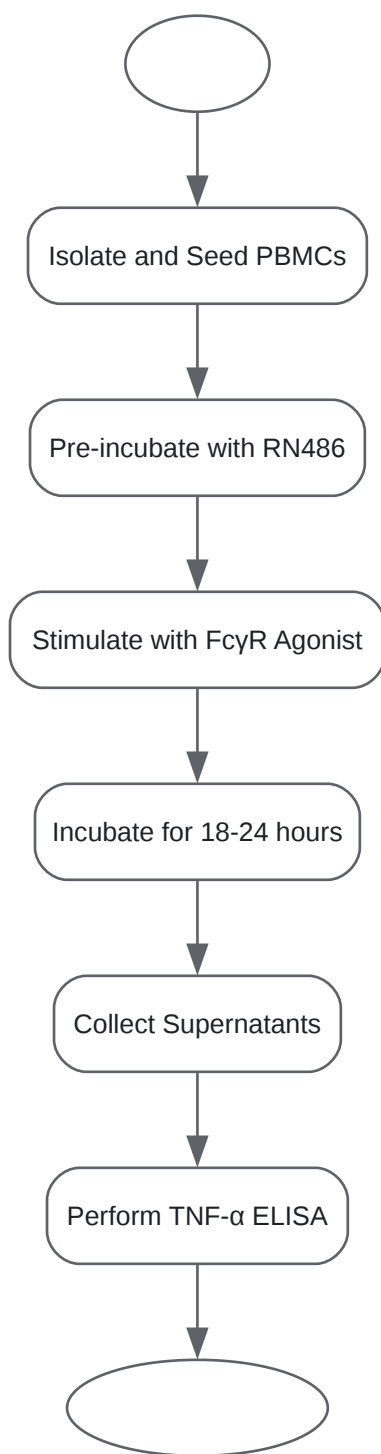 Isolate and Seed PBMCs
Pre-incubate with RN486
Stimulate with FcγR Agonist
Incubate for 18-24 hours
Collect Supernatants
Perform TNF-α ELISA